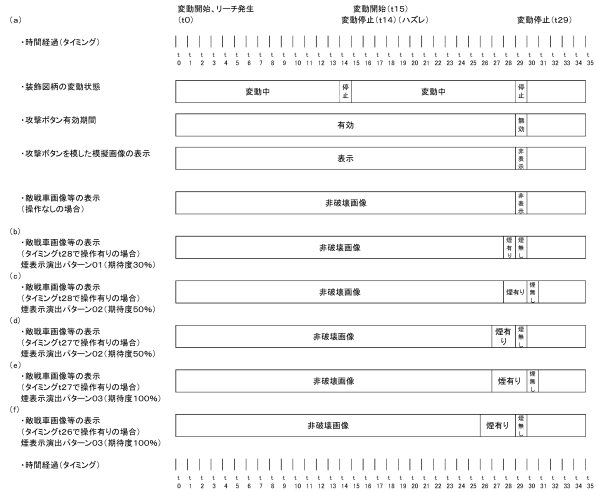 変動開始、リーチ発生
(t0)
変動開始(t15)
変動停止(t14)(ハズレ)
変動停止(t29)
(a)
・時間経過(タイミング)
t t t t t t t t t t t t t t t t t t t t t t t t t t t t t t t t t t t t
0 1 2 3 4 5 6 7 8 9 10 11 12 13 14 15 16 17 18 19 20 21 22 23 24 25 26 27 28 29 30 31 32 33 34 35
・装飾図柄の変動状態
変動中 停止 変動中 停止
・攻撃ボタン有効期間
有効 無効
・攻撃ボタンを模した模擬画像の表示
表示 非表示
・敵戦車画像等の表示
(操作なしの場合)
非破壊画像 非表示
(b)
・敵戦車画像等の表示
(タイミングt28で操作有りの場合)
煙表示演出パターン01(期待度30%)
非破壊画像 煙有り 煙無し
(c)
・敵戦車画像等の表示
(タイミングt28で操作有りの場合)
煙表示演出パターン02(期待度50%)
非破壊画像 煙有り 煙無し
(d)
・敵戦車画像等の表示
(タイミングt27で操作有りの場合)
煙表示演出パターン02(期待度50%)
非破壊画像 煙有り 煙無し
(e)
・敵戦車画像等の表示
(タイミングt27で操作有りの場合)
煙表示演出パターン03(期待度100%)
非破壊画像 煙有り 煙無し
(f)
・敵戦車画像等の表示
(タイミングt26で操作有りの場合)
煙表示演出パターン03(期待度100%)
非破壊画像 煙有り 煙無し
・時間経過(タイミング)
t t t t t t t t t t t t t t t t t t t t t t t t t t t t t t t t t t t t
0 1 2 3 4 5 6 7 8 9 10 11 12 13 14 15 16 17 18 19 20 21 22 23 24 25 26 27 28 29 30 31 32 33 34 35